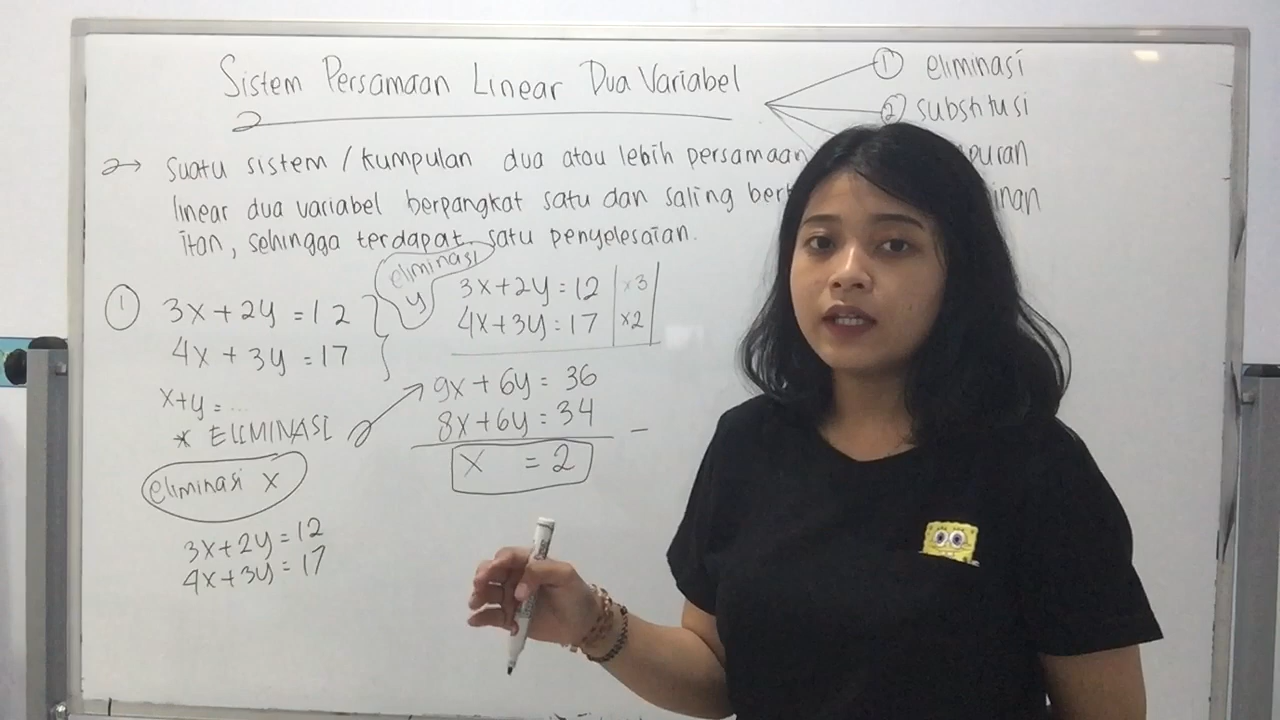 Sistem Persamaan Linear Dua Variabel
① eliminasi
② substitusi
suatu sistem / kumpulan dua atau lebih persamaan
linear dua variabel berpangkat satu dan saling
itan, sehingga terdapat satu penyelesaian.
① 3x + 2y = 12
4x + 3y = 17
x+y = ...
* ELIMINASI
eliminasi x
3x+2y = 12
4x+3y = 17
eliminasi
y
3x+2y = 12 | x3 |
4x+3y = 17 | x2 |
9x + 6y = 36
8x + 6y = 34 −
x = 2